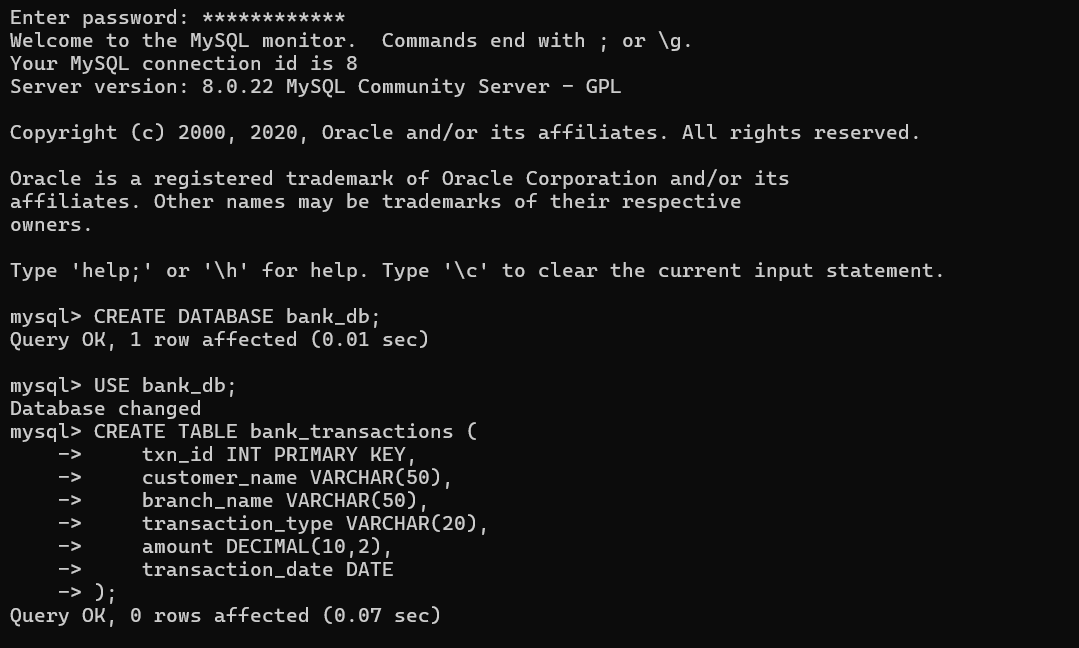 Enter password: ************
Welcome to the MySQL monitor.  Commands end with ; or \g.
Your MySQL connection id is 8
Server version: 8.0.22 MySQL Community Server - GPL

Copyright (c) 2000, 2020, Oracle and/or its affiliates. All rights reserved.

Oracle is a registered trademark of Oracle Corporation and/or its
affiliates. Other names may be trademarks of their respective
owners.

Type 'help;' or '\h' for help. Type '\c' to clear the current input statement.

mysql> CREATE DATABASE bank_db;
Query OK, 1 row affected (0.01 sec)

mysql> USE bank_db;
Database changed
mysql> CREATE TABLE bank_transactions (
    ->     txn_id INT PRIMARY KEY,
    ->     customer_name VARCHAR(50),
    ->     branch_name VARCHAR(50),
    ->     transaction_type VARCHAR(20),
    ->     amount DECIMAL(10,2),
    ->     transaction_date DATE
    -> );
Query OK, 0 rows affected (0.07 sec)